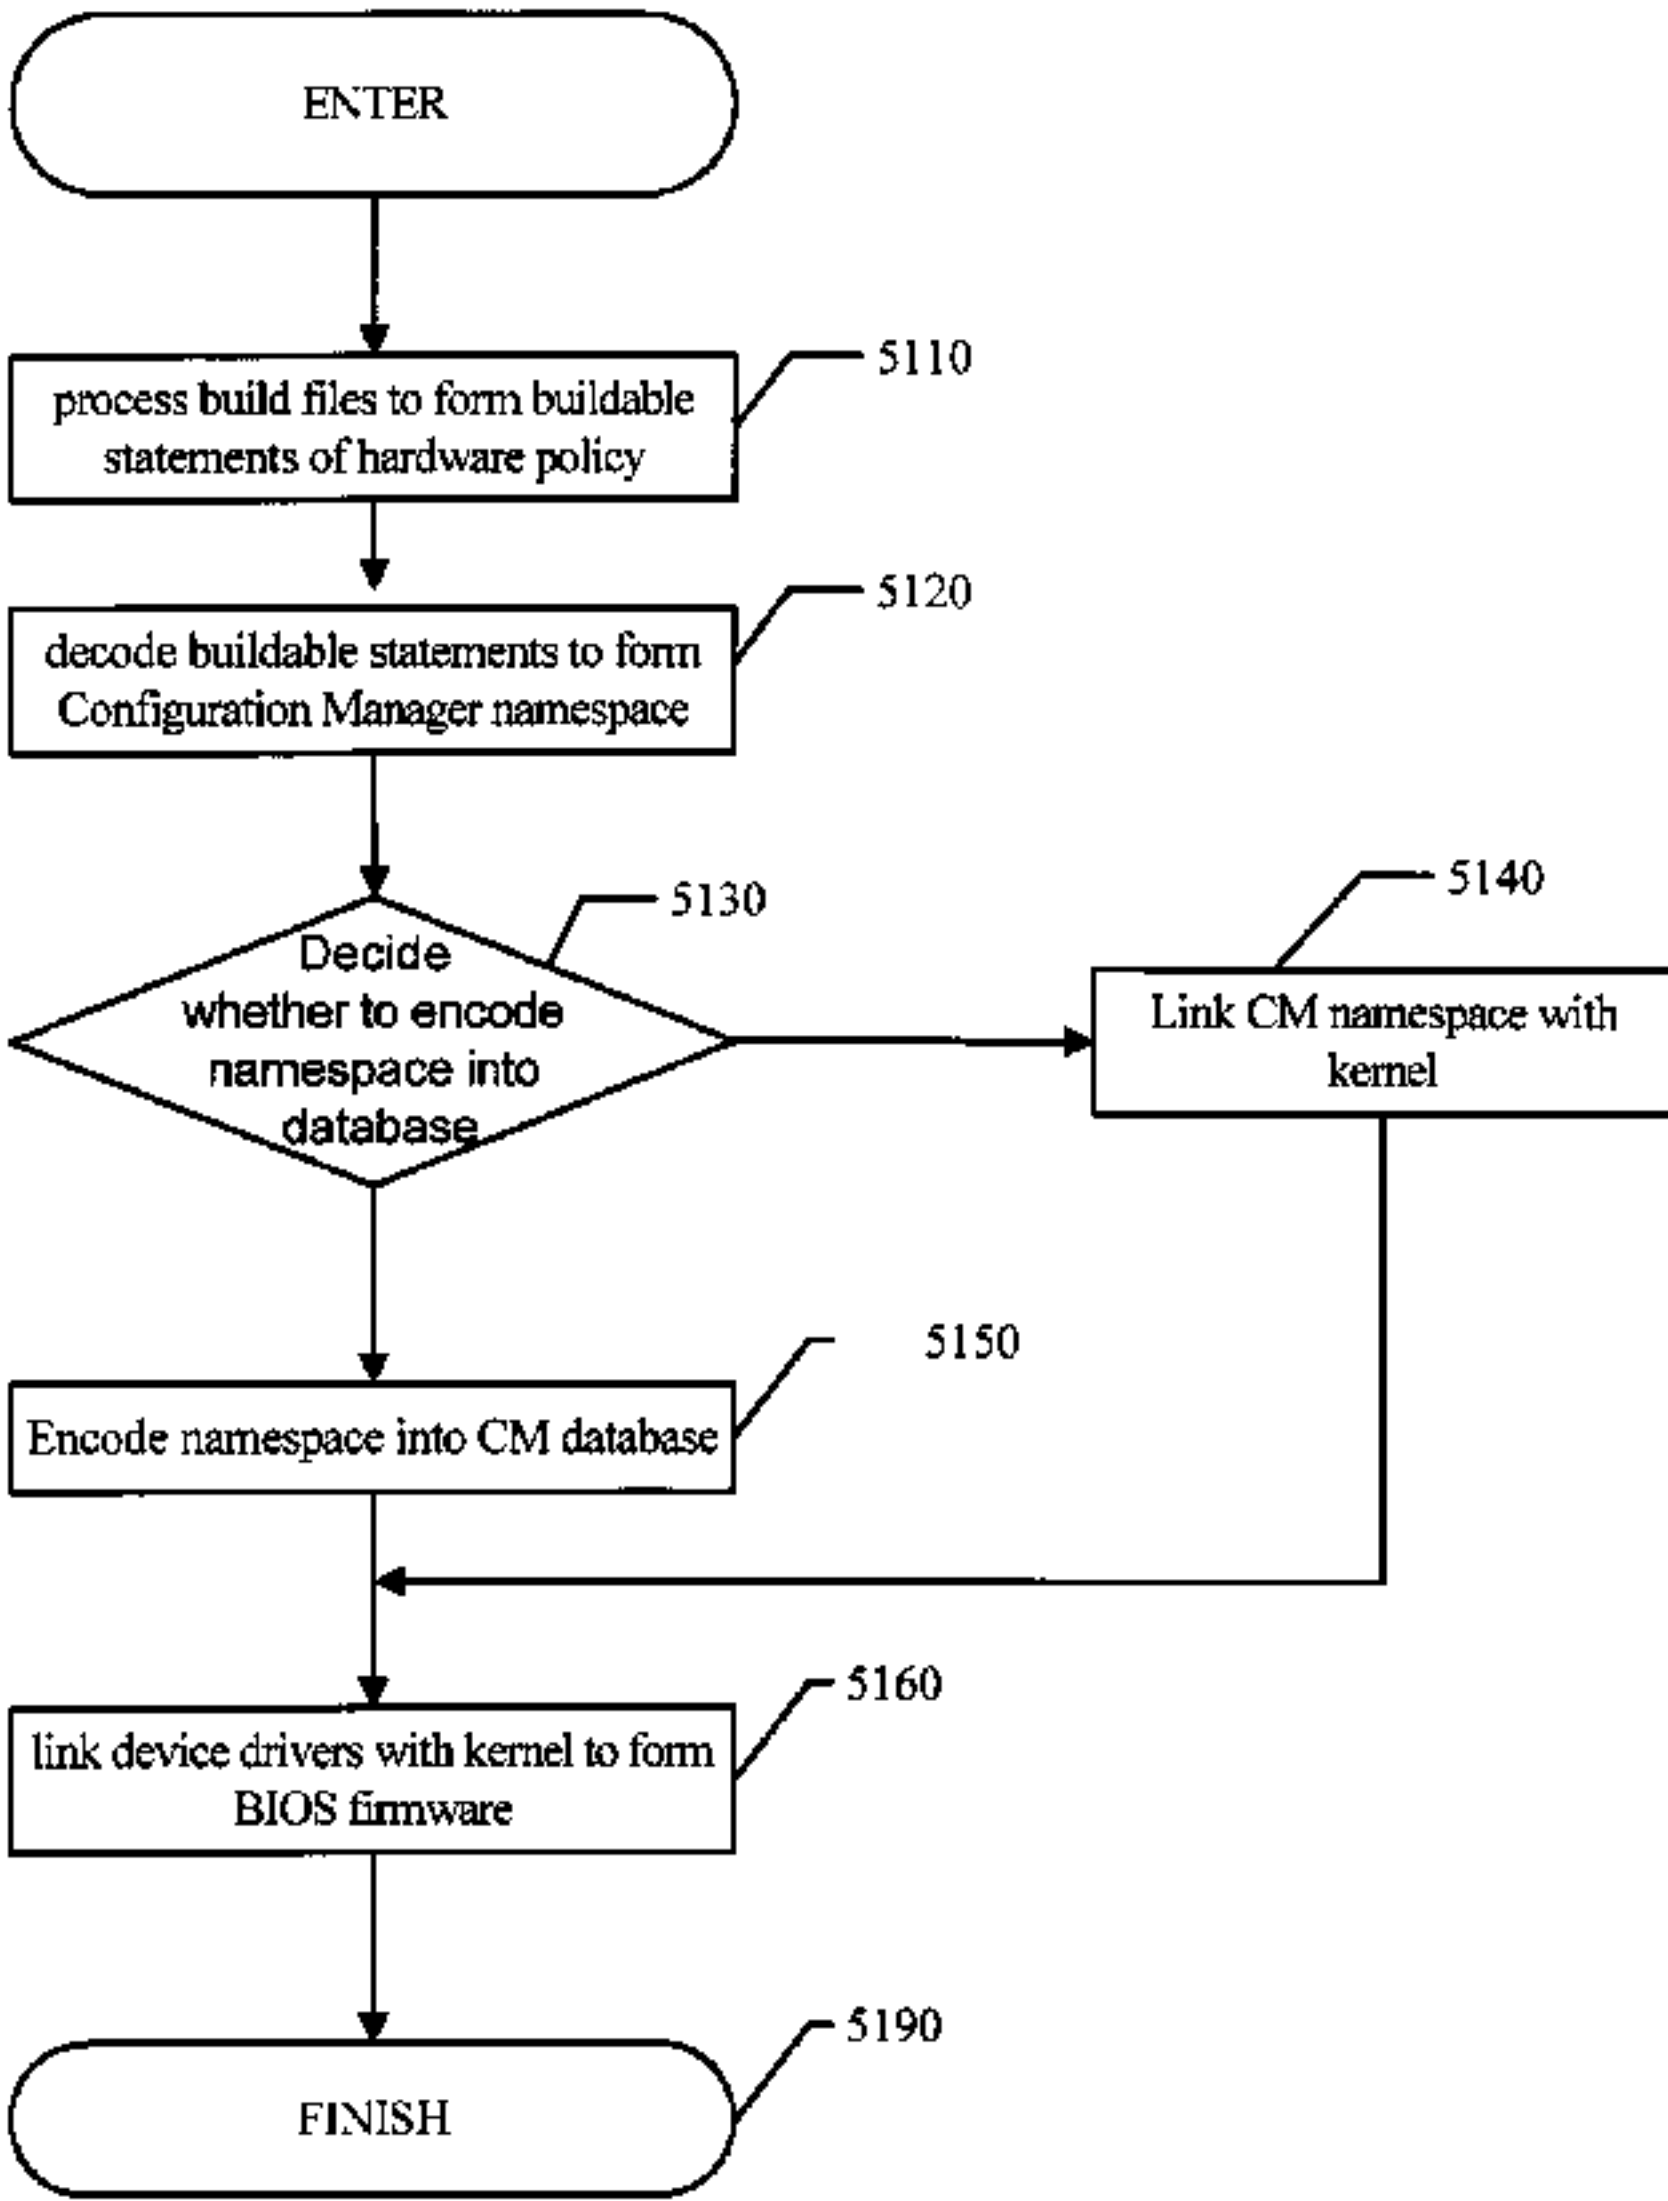 ENTER
5110
process build files to form buildable
statements of hardware policy
5120
decode buildable statements to form
Configuration Manager namespace
5130
Decide
whether to encode
namespace into
database
5140
Link CM namespace with
kernel
5150
Encode namespace into CM database
5160
link device drivers with kernel to form
BIOS firmware
5190
FINISH